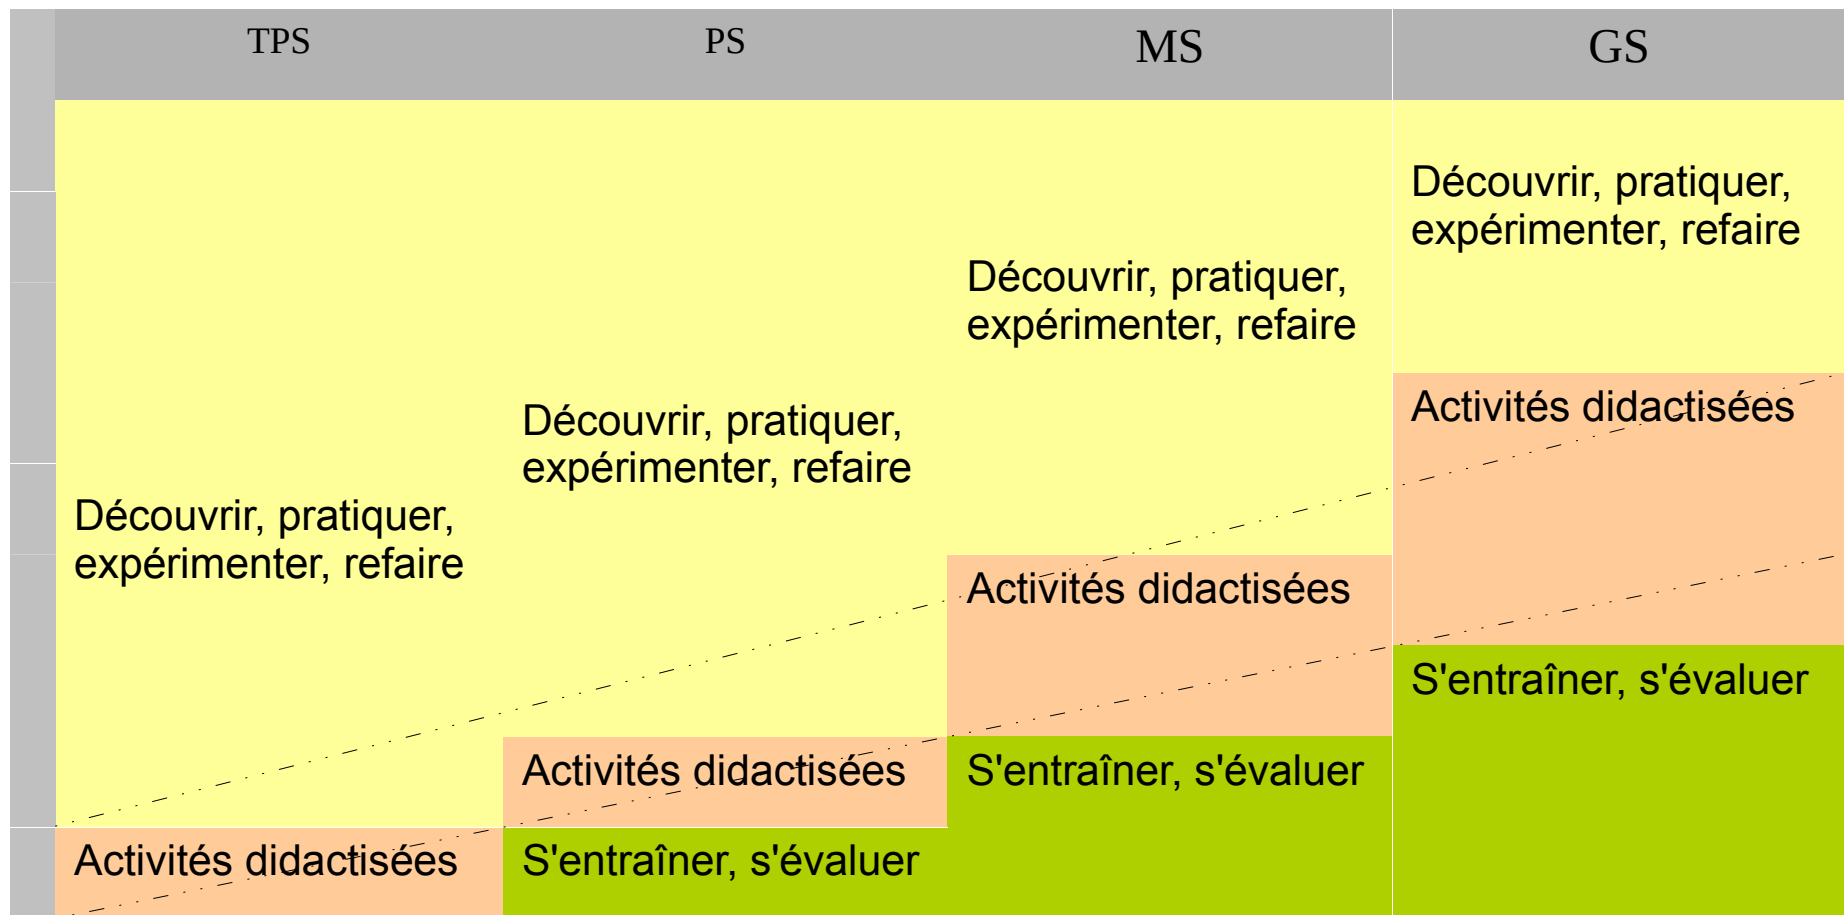 TPS
PS
MS
GS
Découvrir, pratiquer,
expérimenter, refaire
Activités didactisées
Découvrir, pratiquer,
expérimenter, refaire
Activités didactisées
S'entraîner, s'évaluer
Découvrir, pratiquer,
expérimenter, refaire
Activités didactisées
S'entraîner, s'évaluer
Découvrir, pratiquer,
expérimenter, refaire
Activités didactisées
S'entraîner, s'évaluer